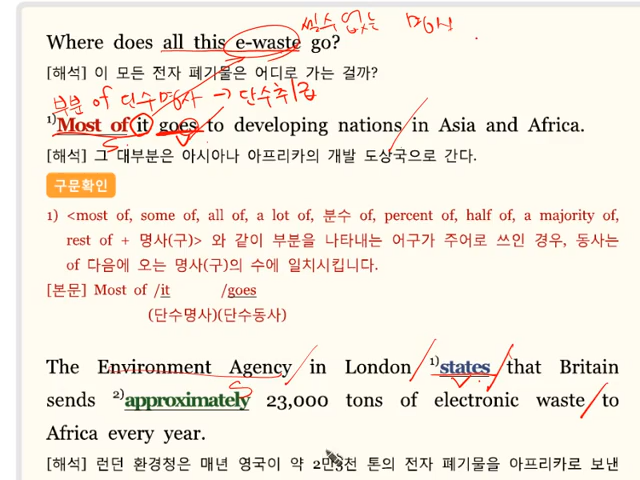 셀수 없는 명사
Where does all this e-waste go?
[해석] 이 모든 전자 폐기물은 어디로 가는 걸까?
부분 of 단수명사 → 단수취급
1)Most of it goes to developing nations in Asia and Africa.
S V
[해석] 그 대부분은 아시아나 아프리카의 개발 도상국으로 간다.
구문확인
1) <most of, some of, all of, a lot of, 분수 of, percent of, half of, a majority of,
rest of + 명사(구)> 와 같이 부분을 나타내는 어구가 주어로 쓰인 경우, 동사는
of 다음에 오는 명사(구)의 수에 일치시킵니다.
[본문] Most of /it /goes
(단수명사)(단수동사)
The Environment Agency in London 1)states that Britain
S V
sends 2)approximately 23,000 tons of electronic waste to
Africa every year.
[해석] 런던 환경청은 매년 영국이 약 2만3천 톤의 전자 폐기물을 아프리카로 보낸